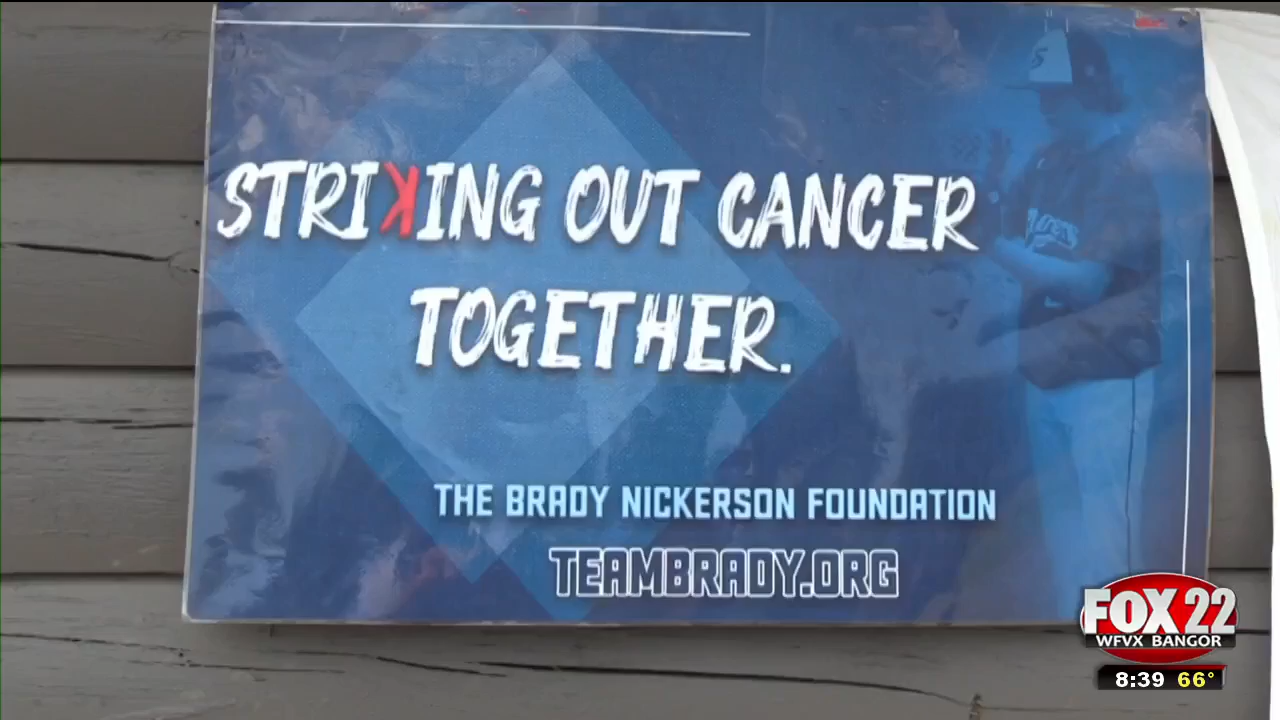 STRIKING OUT CANCER
TOGETHER.
THE BRADY NICKERSON FOUNDATION
TEAMBRADY.ORG
FOX 22
WFVX BANGOR
8:39 66°